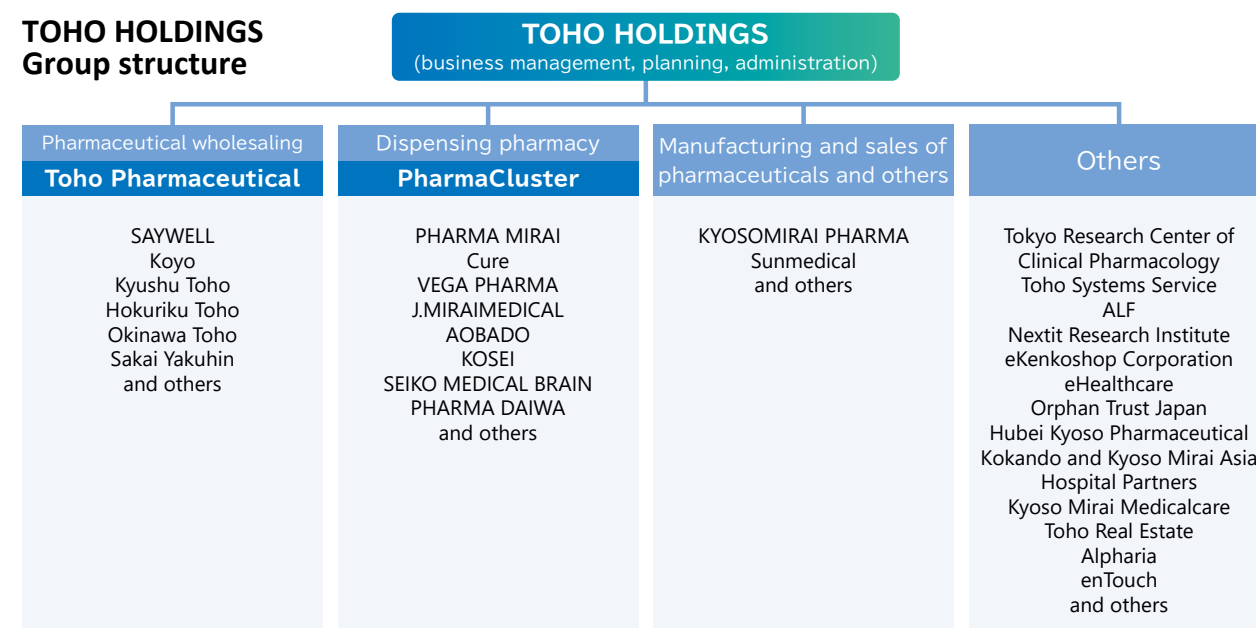 TOHO HOLDINGS
Group structure
TOHO HOLDINGS
(business management, planning, administration)
Pharmaceutical wholesaling
Toho Pharmaceutical
SAYWELL
Koyo
Kyushu Toho
Hokuriku Toho
Okinawa Toho
Sakai Yakuhin
and others
Dispensing pharmacy
PharmaCluster
PHARMA MIRAI
Cure
VEGA PHARMA
J.MIRAIMEDICAL
AOBADO
KOSEI
SEIKO MEDICAL BRAIN
PHARMA DAIWA
and others
Manufacturing and sales of
pharmaceuticals and others
KYOSOMIRAI PHARMA
Sunmedical
and others
Others
Tokyo Research Center of
Clinical Pharmacology
Toho Systems Service
ALF
Nextit Research Institute
eKenkoshop Corporation
eHealthcare
Orphan Trust Japan
Hubei Kyoso Pharmaceutical
Kokando and Kyoso Mirai Asia
Hospital Partners
Kyoso Mirai Medicalcare
Toho Real Estate
Alpharia
enTouch
and others